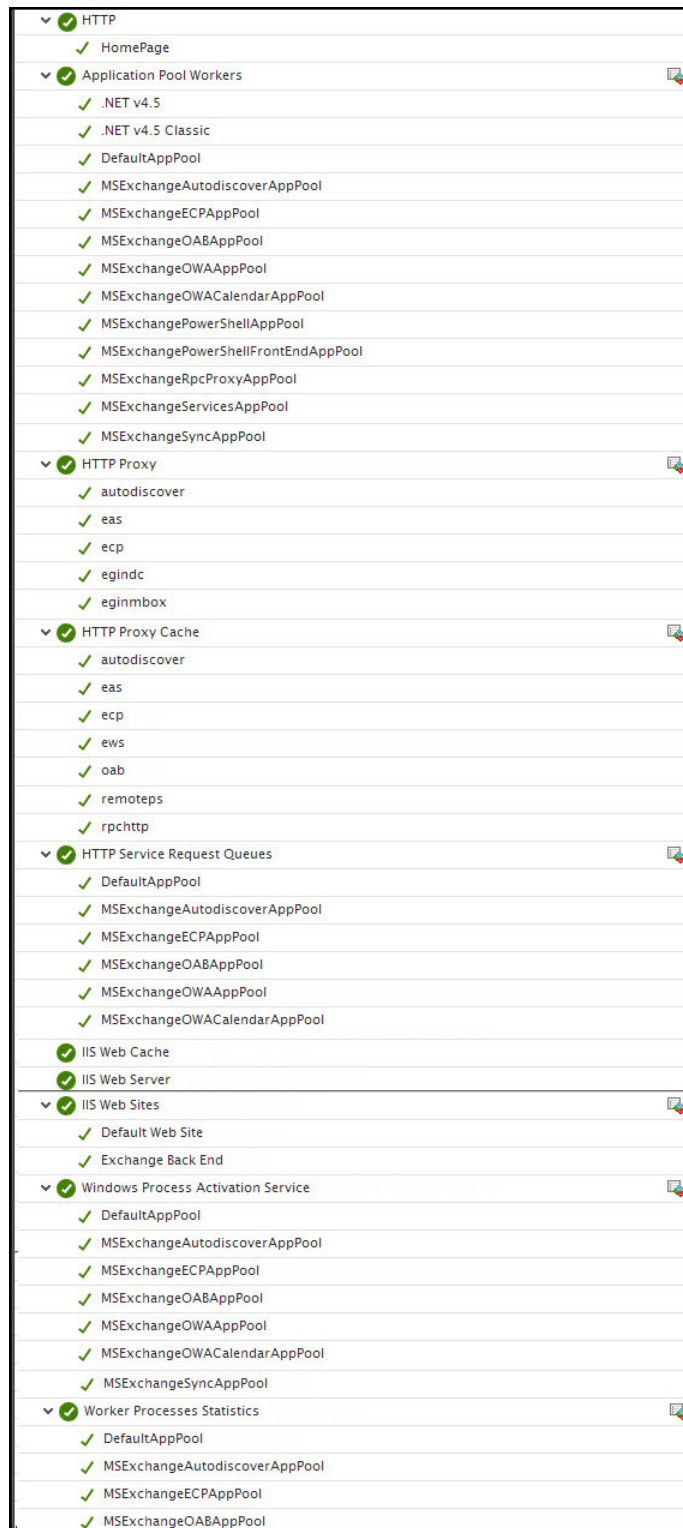 HTTP
HomePage
Application Pool Workers
.NET v4.5
.NET v4.5 Classic
DefaultAppPool
MSExchangeAutodiscoverAppPool
MSExchangeECPAppPool
MSExchangeOABAppPool
MSExchangeOWAAppPool
MSExchangeOWACalendarAppPool
MSExchangePowerShellAppPool
MSExchangePowerShellFrontEndAppPool
MSExchangeRpcProxyAppPool
MSExchangeServicesAppPool
MSExchangeSyncAppPool
HTTP Proxy
autodiscover
eas
ecp
egindc
eginmbox
HTTP Proxy Cache
autodiscover
eas
ecp
ews
oab
remoteps
rpchttp
HTTP Service Request Queues
DefaultAppPool
MSExchangeAutodiscoverAppPool
MSExchangeECPAppPool
MSExchangeOABAppPool
MSExchangeOWAAppPool
MSExchangeOWACalendarAppPool
IIS Web Cache
IIS Web Server
IIS Web Sites
Default Web Site
Exchange Back End
Windows Process Activation Service
DefaultAppPool
MSExchangeAutodiscoverAppPool
MSExchangeECPAppPool
MSExchangeOABAppPool
MSExchangeOWAAppPool
MSExchangeOWACalendarAppPool
MSExchangeSyncAppPool
Worker Processes Statistics
DefaultAppPool
MSExchangeAutodiscoverAppPool
MSExchangeECPAppPool
MSExchangeOABAppPool